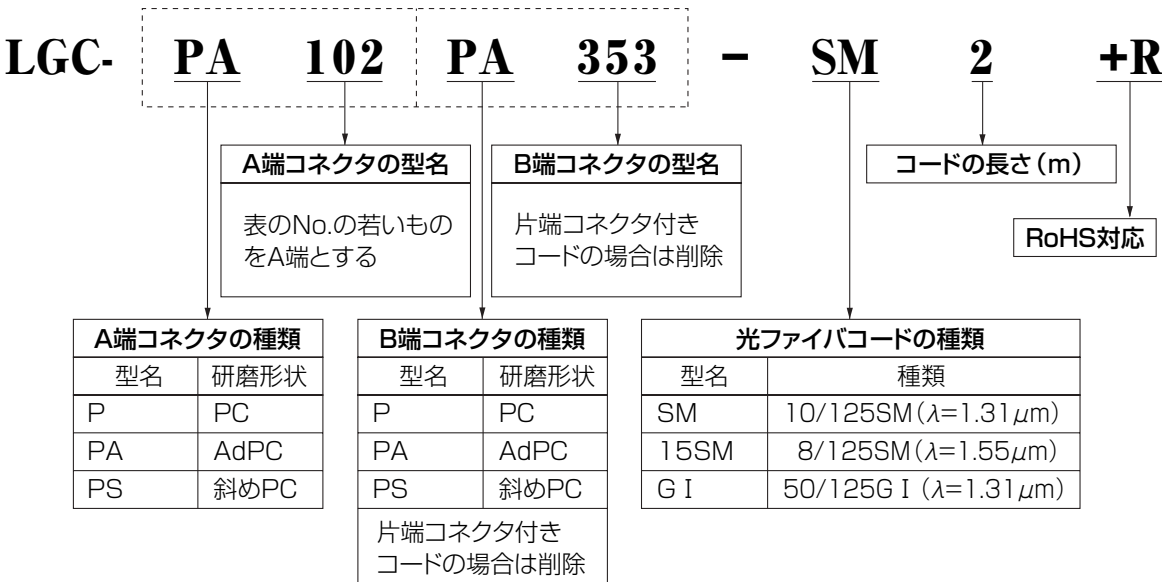 LGC- PA 102 PA 353 − SM 2 +R
A端コネクタの型名
表のNo.の若いもの
をA端とする
B端コネクタの型名
片端コネクタ付き
コードの場合は削除
コードの長さ(m)
RoHS対応
A端コネクタの種類
型名 研磨形状
P PC
PA AdPC
PS 斜めPC
B端コネクタの種類
型名 研磨形状
P PC
PA AdPC
PS 斜めPC
片端コネクタ付き
コードの場合は削除
光ファイバコードの種類
型名 種類
SM 10/125SM(λ=1.31μm)
15SM 8/125SM(λ=1.55μm)
GI 50/125GI(λ=1.31μm)